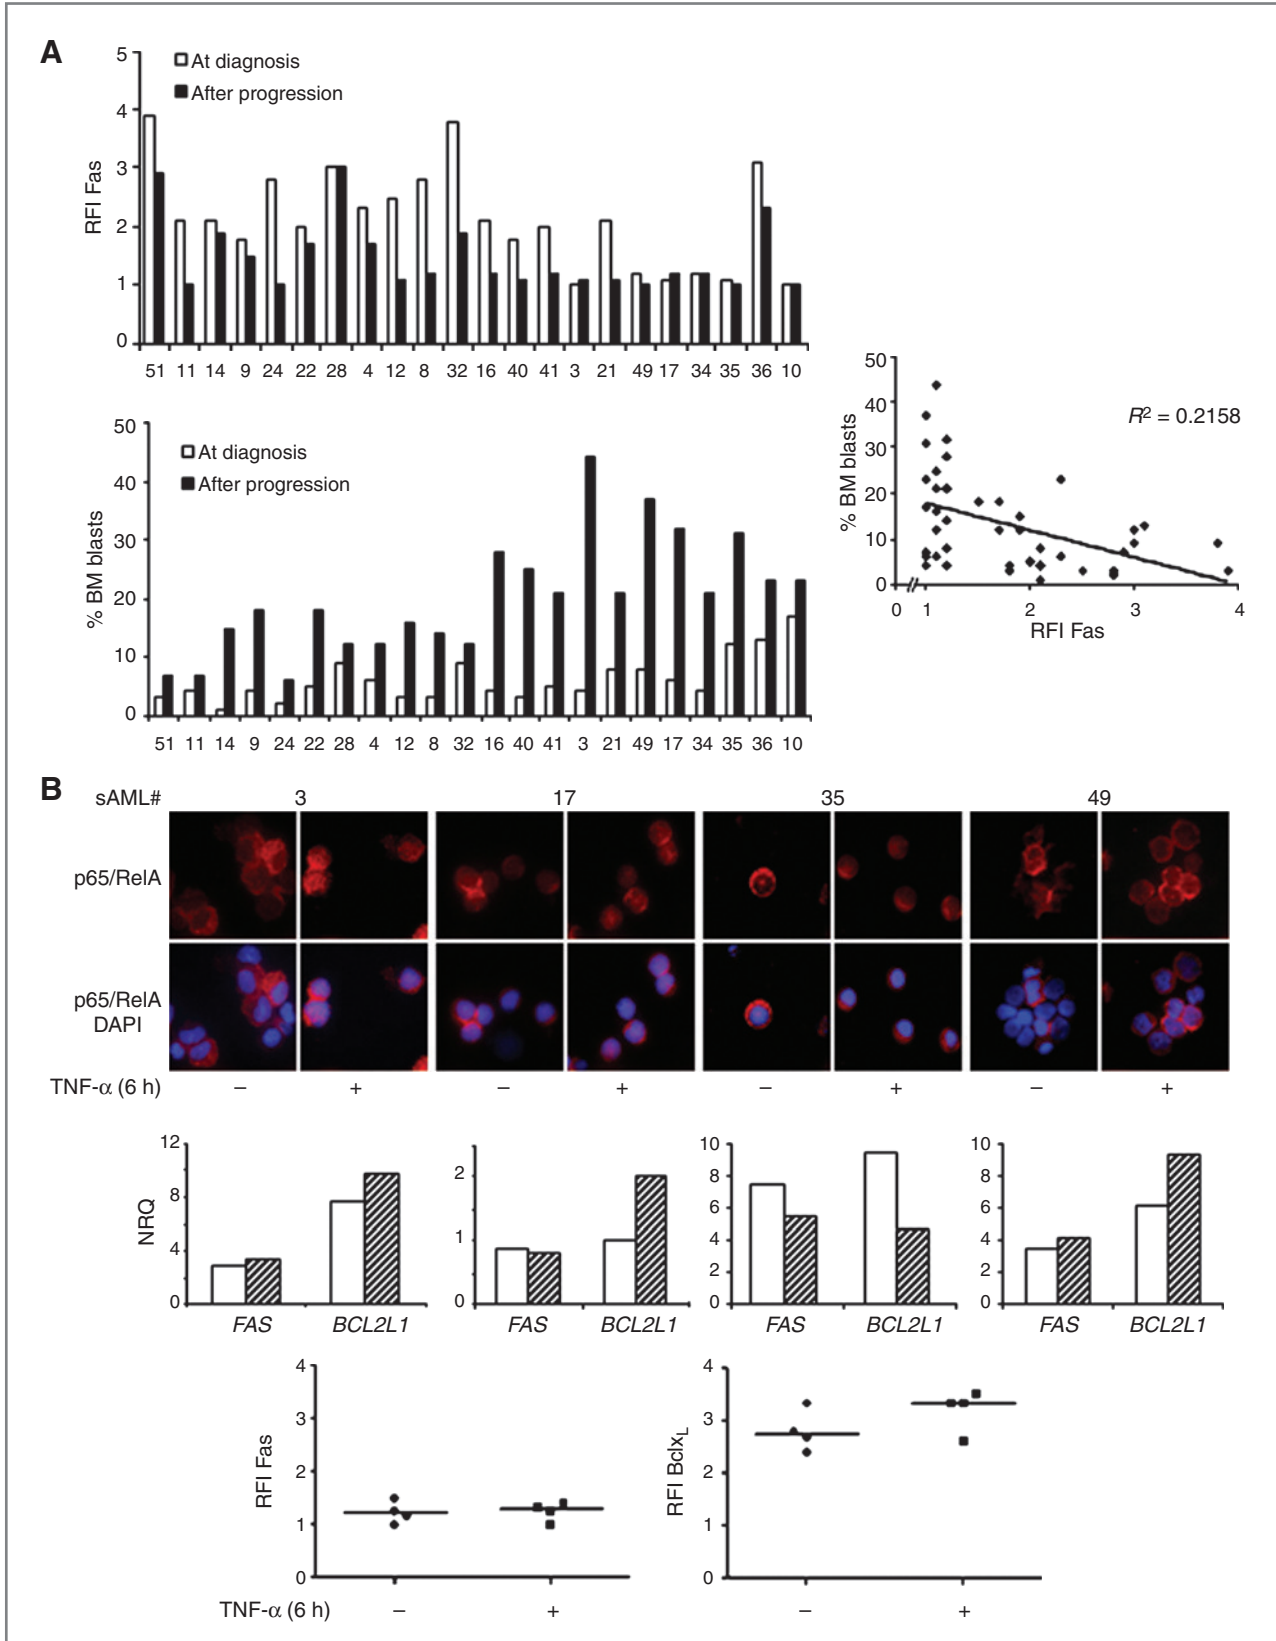 A
5
4
3
2
1
0
RFI Fas
At diagnosis
After progression
51 11 14 9 24 22 28 4 12 8 32 16 40 41 3 21 49 17 34 35 36 10
50
40
30
20
10
0
% BM blasts
At diagnosis
After progression
51 11 14 9 24 22 28 4 12 8 32 16 40 41 3 21 49 17 34 35 36 10
50
40
30
20
10
0
% BM blasts
R² = 0.2158
0 1 2 3 4
RFI Fas
B
sAML# 3 17 35 49
p65/RelA
p65/RelA
DAPI
TNF-α (6 h) – + – + – + – +
NRQ
12
8
4
0
FAS BCL2L1
2
1
0
FAS BCL2L1
10
8
6
4
2
0
FAS BCL2L1
10
8
6
4
2
0
FAS BCL2L1
4
3
2
1
0
RFI Fas
4
3
2
1
0
RFI BclxL
TNF-α (6 h) – + – +